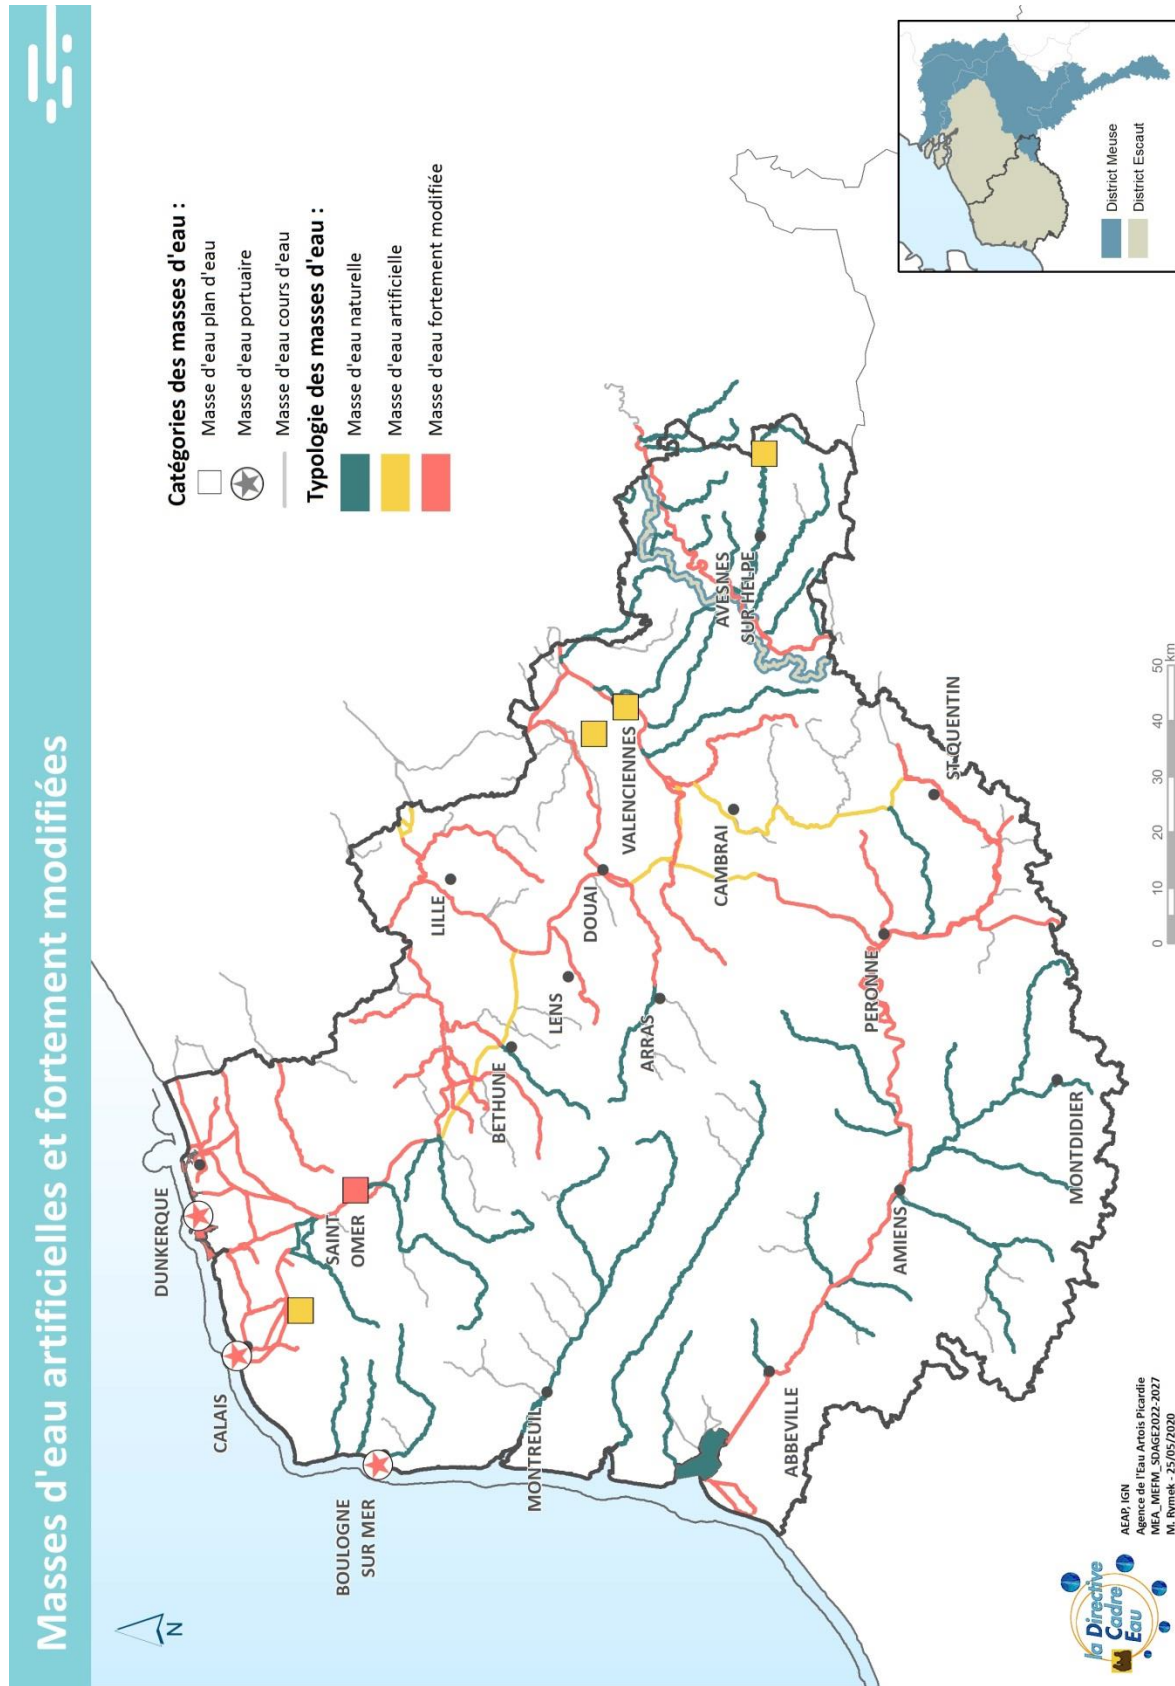 Masses d'eau artificielles et fortement modifiées
N
Catégories des masses d'eau :
Masse d'eau plan d'eau
Masse d'eau portuaire
Masse d'eau cours d'eau
Typologie des masses d'eau :
Masse d'eau naturelle
Masse d'eau artificielle
Masse d'eau fortement modifiée
DUNKERQUE
CALAIS
SAINT
OMER
BOULOGNE
SUR MER
LILLE
BETHUNE
LENS
MONTREUIL
DOUAI
VALENCIENNES
ARRAS
CAMBRAI
AVESNES
SUR HELPE
ABBEVILLE
PERONNE
AMIENS
ST QUENTIN
MONTDIDIER
District Meuse
District Escaut
0 10 20 30 40 50
km
la Directive
Cadre
Eau
AEAP, IGN
Agence de l'Eau Artois Picardie
MEA_MEFM_SDAGE2022-2027
M. Rymek - 25/05/2020